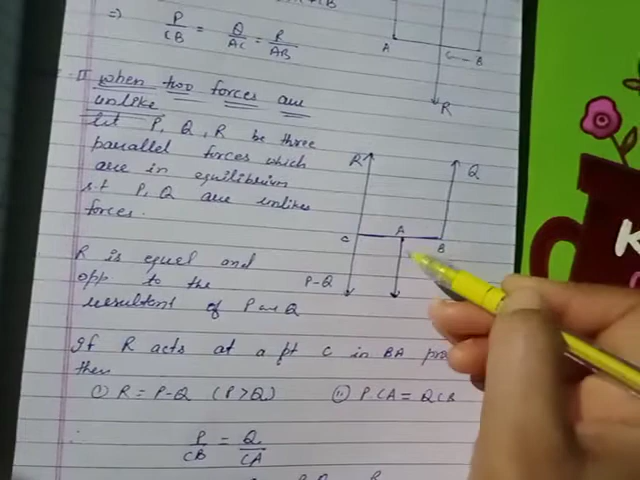 ⇒ P/CB = Q/AC = R/AB
A
C
B
R
II when two forces are
unlike
let P, Q, R be three
parallel forces which
are in equilibrium
s.t P, Q are unlike
forces.
R
Q
C
A
B
P-Q
R is equal and
opp to the
resultant of P and Q
If R acts at a pt C in BA
then
(i) R = P-Q (P>Q) (ii) P.CA = Q CB
P/CB = Q/CA
K